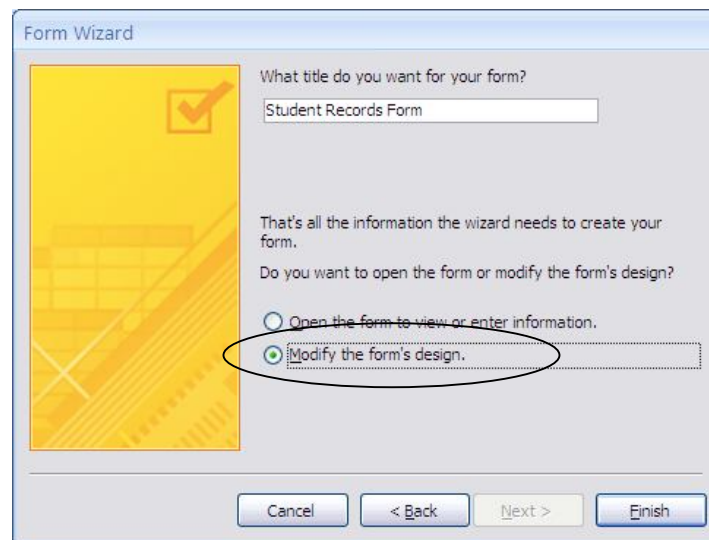 Form Wizard
What title do you want for your form?
Student Records Form
That's all the information the wizard needs to create your
form.
Do you want to open the form or modify the form's design?
Open the form to view or enter information.
Modify the form's design.
Cancel
< Back
Next >
Finish